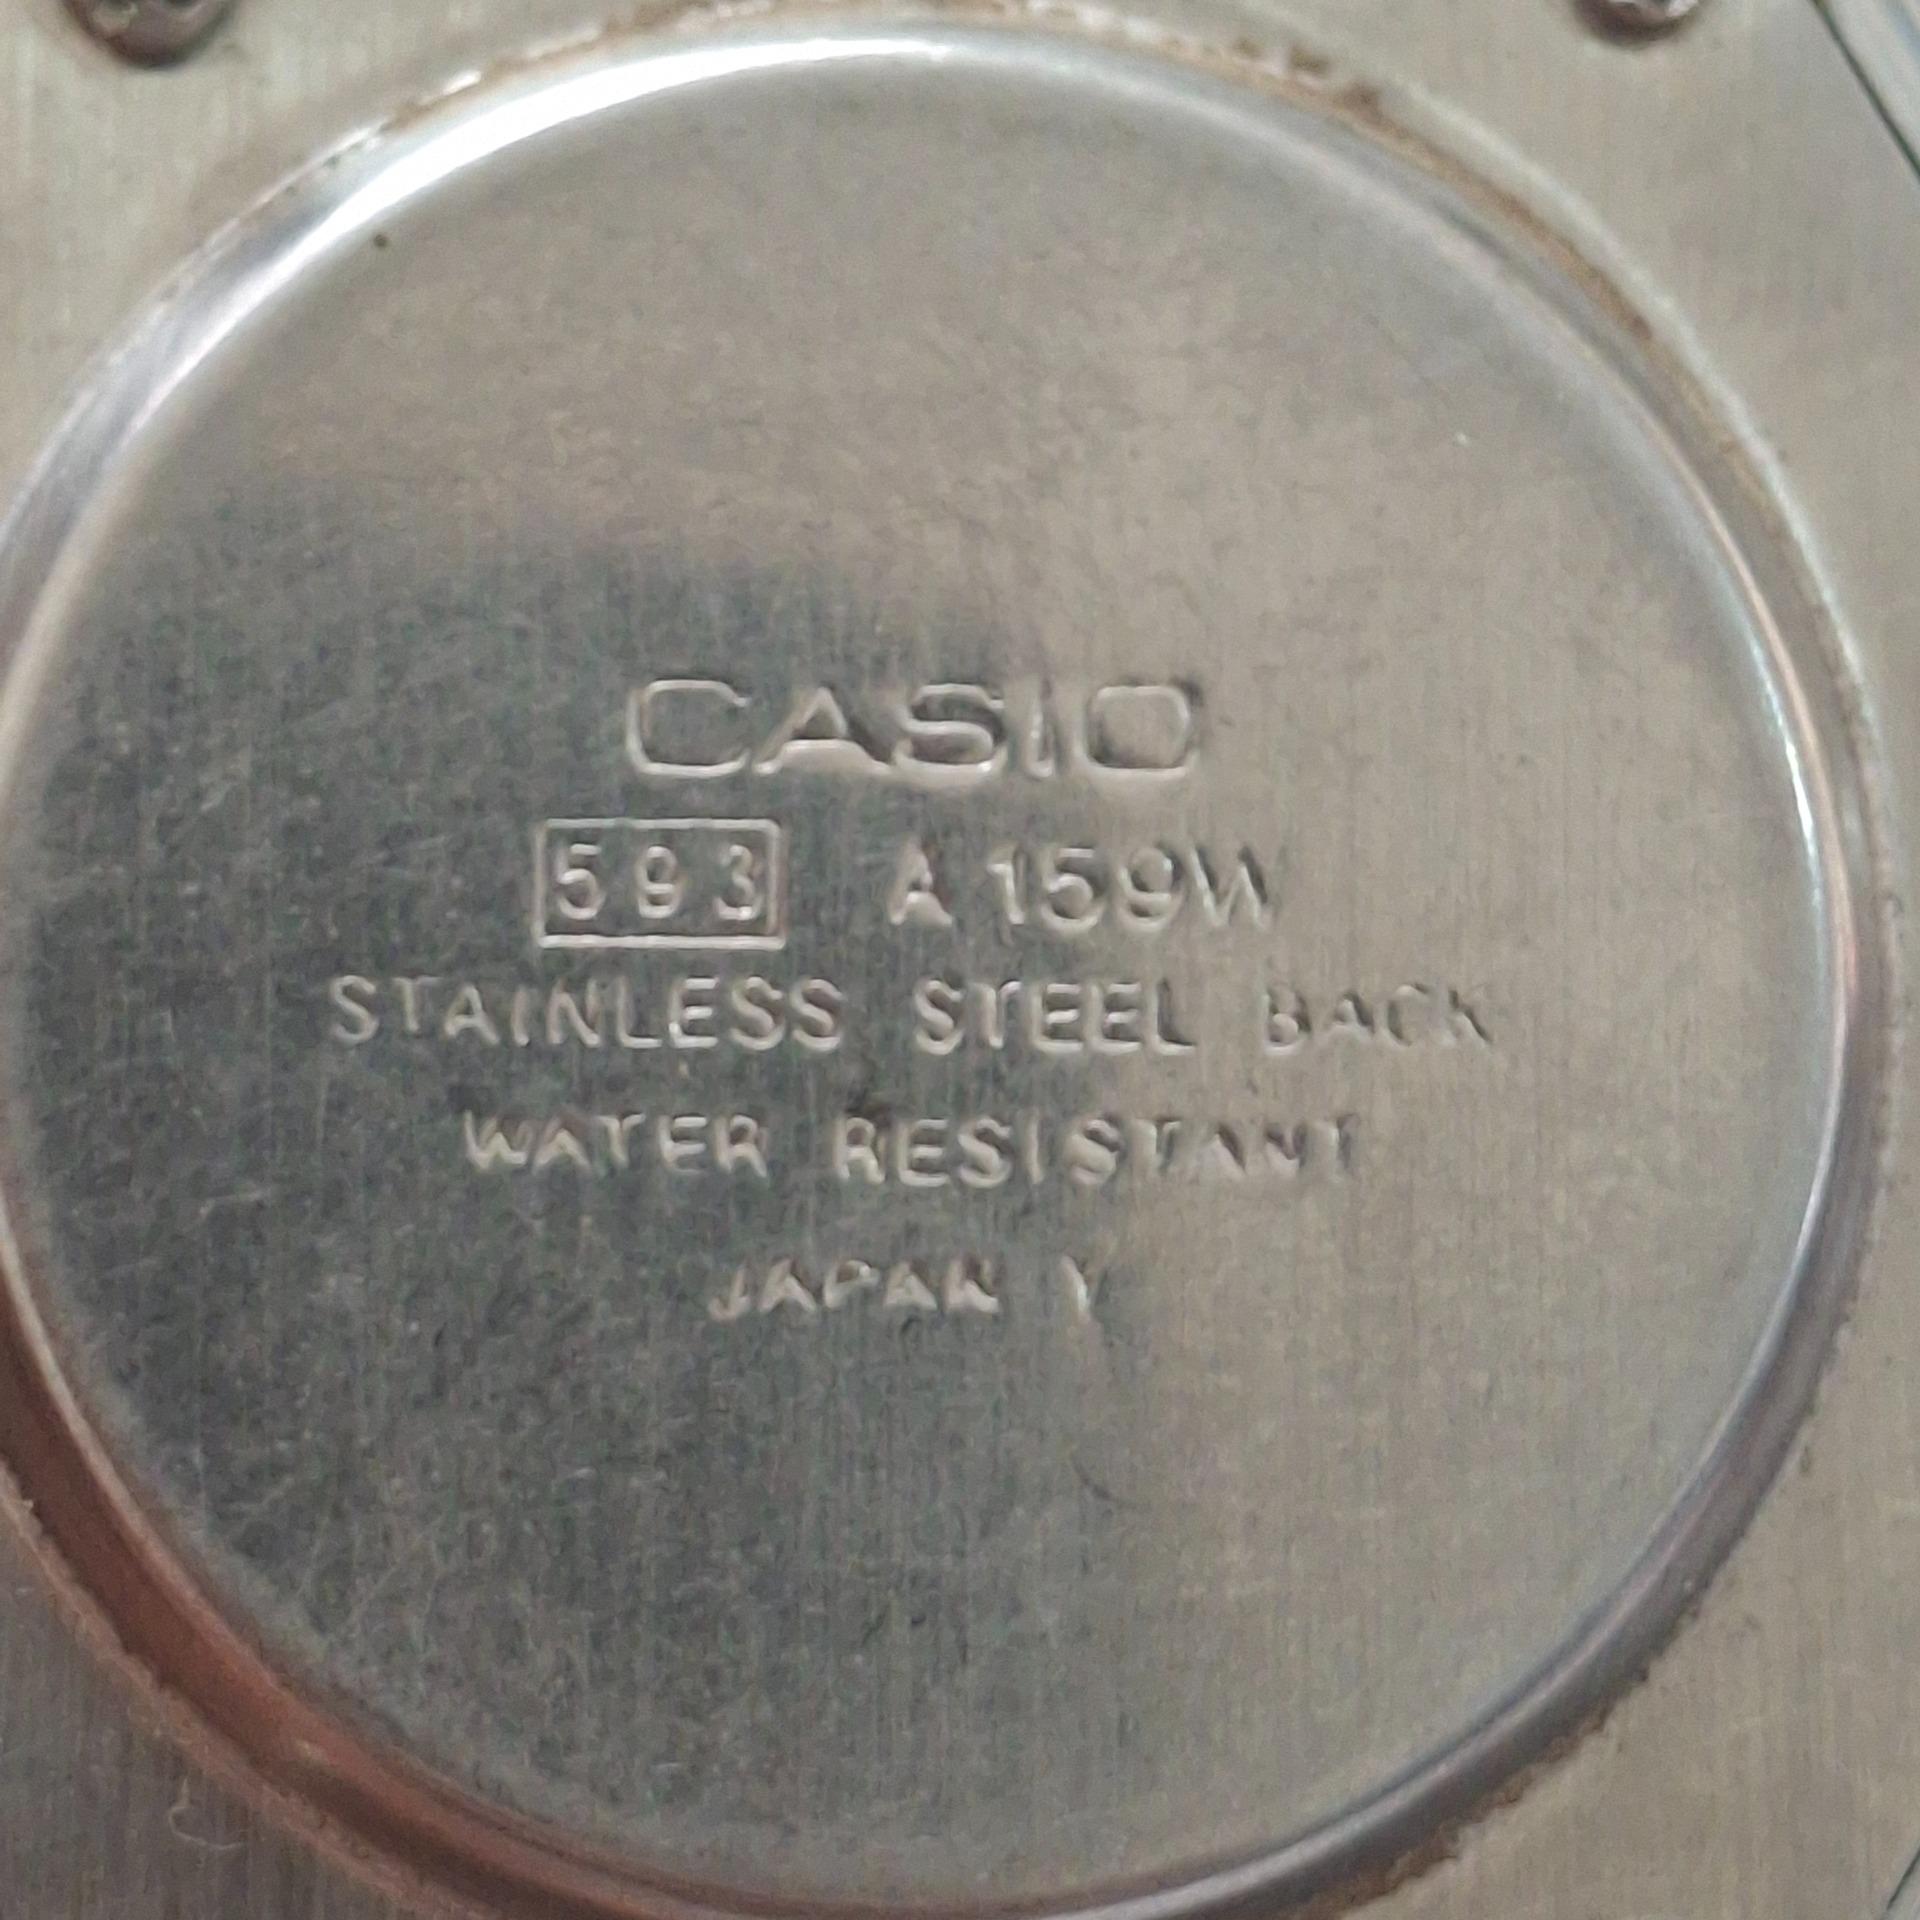 CASIO
593 A159W
STAINLESS STEEL BACK
WATER RESISTANT
JAPAN Y